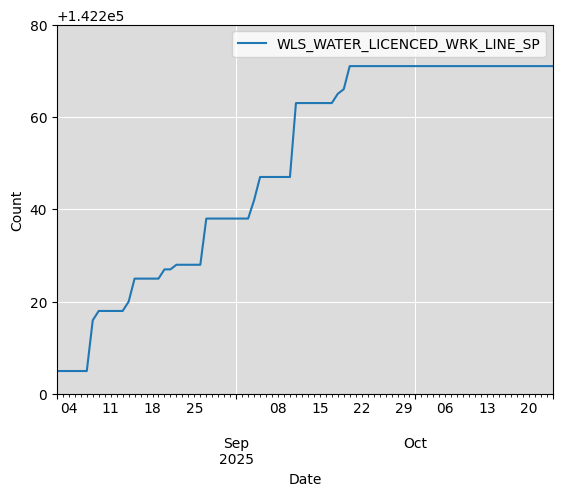 +1.422e5
WLS_WATER_LICENCED_WRK_LINE_SP
80
60
40
20
0
Count
04 11 18 25 08 15 22 29 06 13 20
Sep Oct
2025
Date